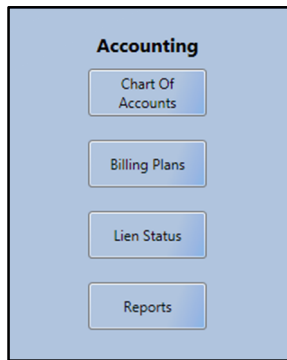 Accounting
Chart Of
Accounts
Billing Plans
Lien Status
Reports